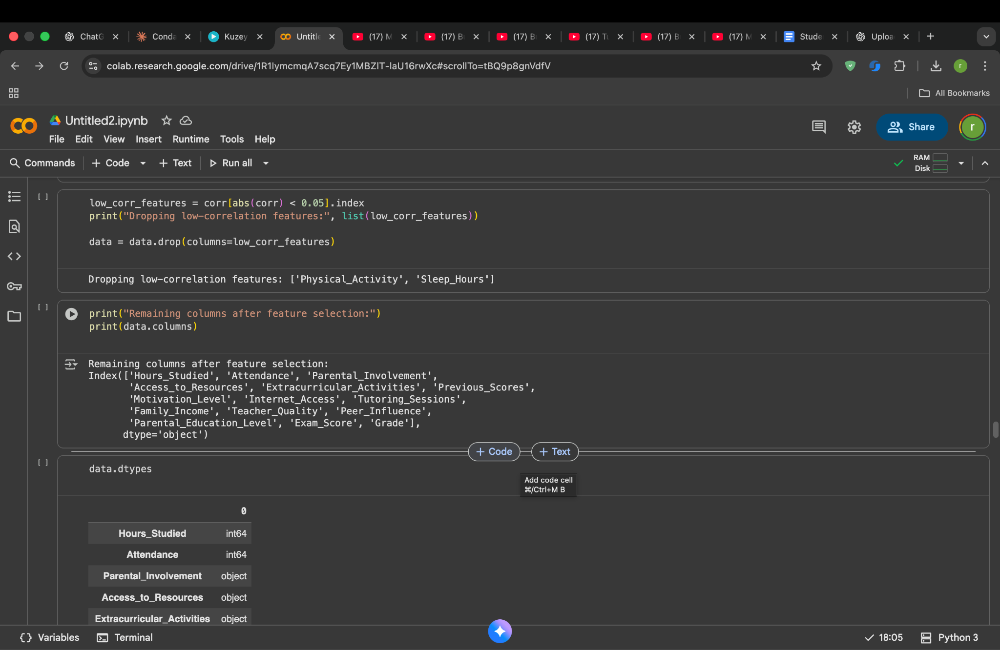 ChatG
Conda
Kuzey
Untitle
(17) M
(17) B
(17) B
(17) Tu
(17) B
(17) M
Stude
Uploa
colab.research.google.com/drive/1R1lymcmqA7scq7Ey1MBZIT-laU16rwXc#scrollTo=tBQ9p8gnVdfV
r
All Bookmarks
Untitled2.ipynb
File Edit View Insert Runtime Tools Help
Share
r
Commands + Code + Text Run all
RAM
Disk
[ ]
low_corr_features = corr[abs(corr) < 0.05].index
print("Dropping low-correlation features:", list(low_corr_features))
data = data.drop(columns=low_corr_features)
Dropping low-correlation features: ['Physical_Activity', 'Sleep_Hours']
[ ]
print("Remaining columns after feature selection:")
print(data.columns)
Remaining columns after feature selection:
Index(['Hours_Studied', 'Attendance', 'Parental_Involvement',
'Access_to_Resources', 'Extracurricular_Activities', 'Previous_Scores',
'Motivation_Level', 'Internet_Access', 'Tutoring_Sessions',
'Family_Income', 'Teacher_Quality', 'Peer_Influence',
'Parental_Education_Level', 'Exam_Score', 'Grade'],
dtype='object')
+ Code + Text
[ ]
data.dtypes
Add code cell
⌘/Ctrl+M B
0
Hours_Studied int64
Attendance int64
Parental_Involvement object
Access_to_Resources object
Extracurricular_Activities object
Variables Terminal
18:05 Python 3